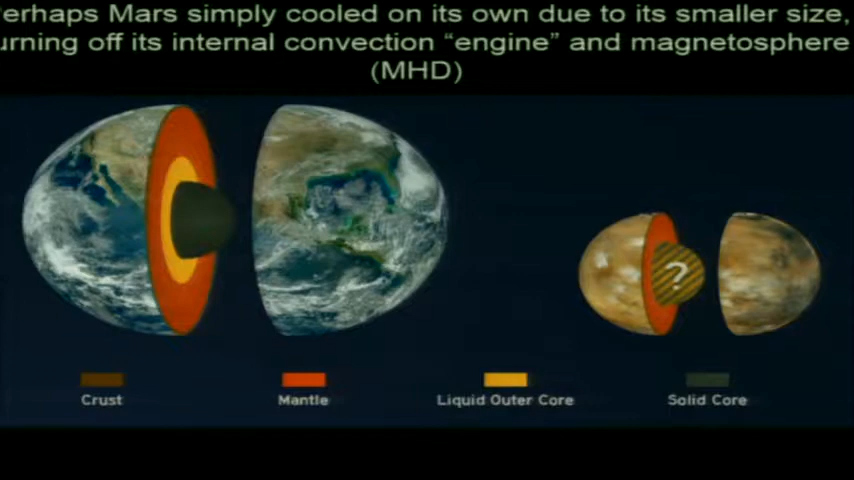 erhaps Mars simply cooled on its own due to its smaller size,
urning off its internal convection “engine” and magnetosphere
(MHD)
?
Crust
Mantle
Liquid Outer Core
Solid Core